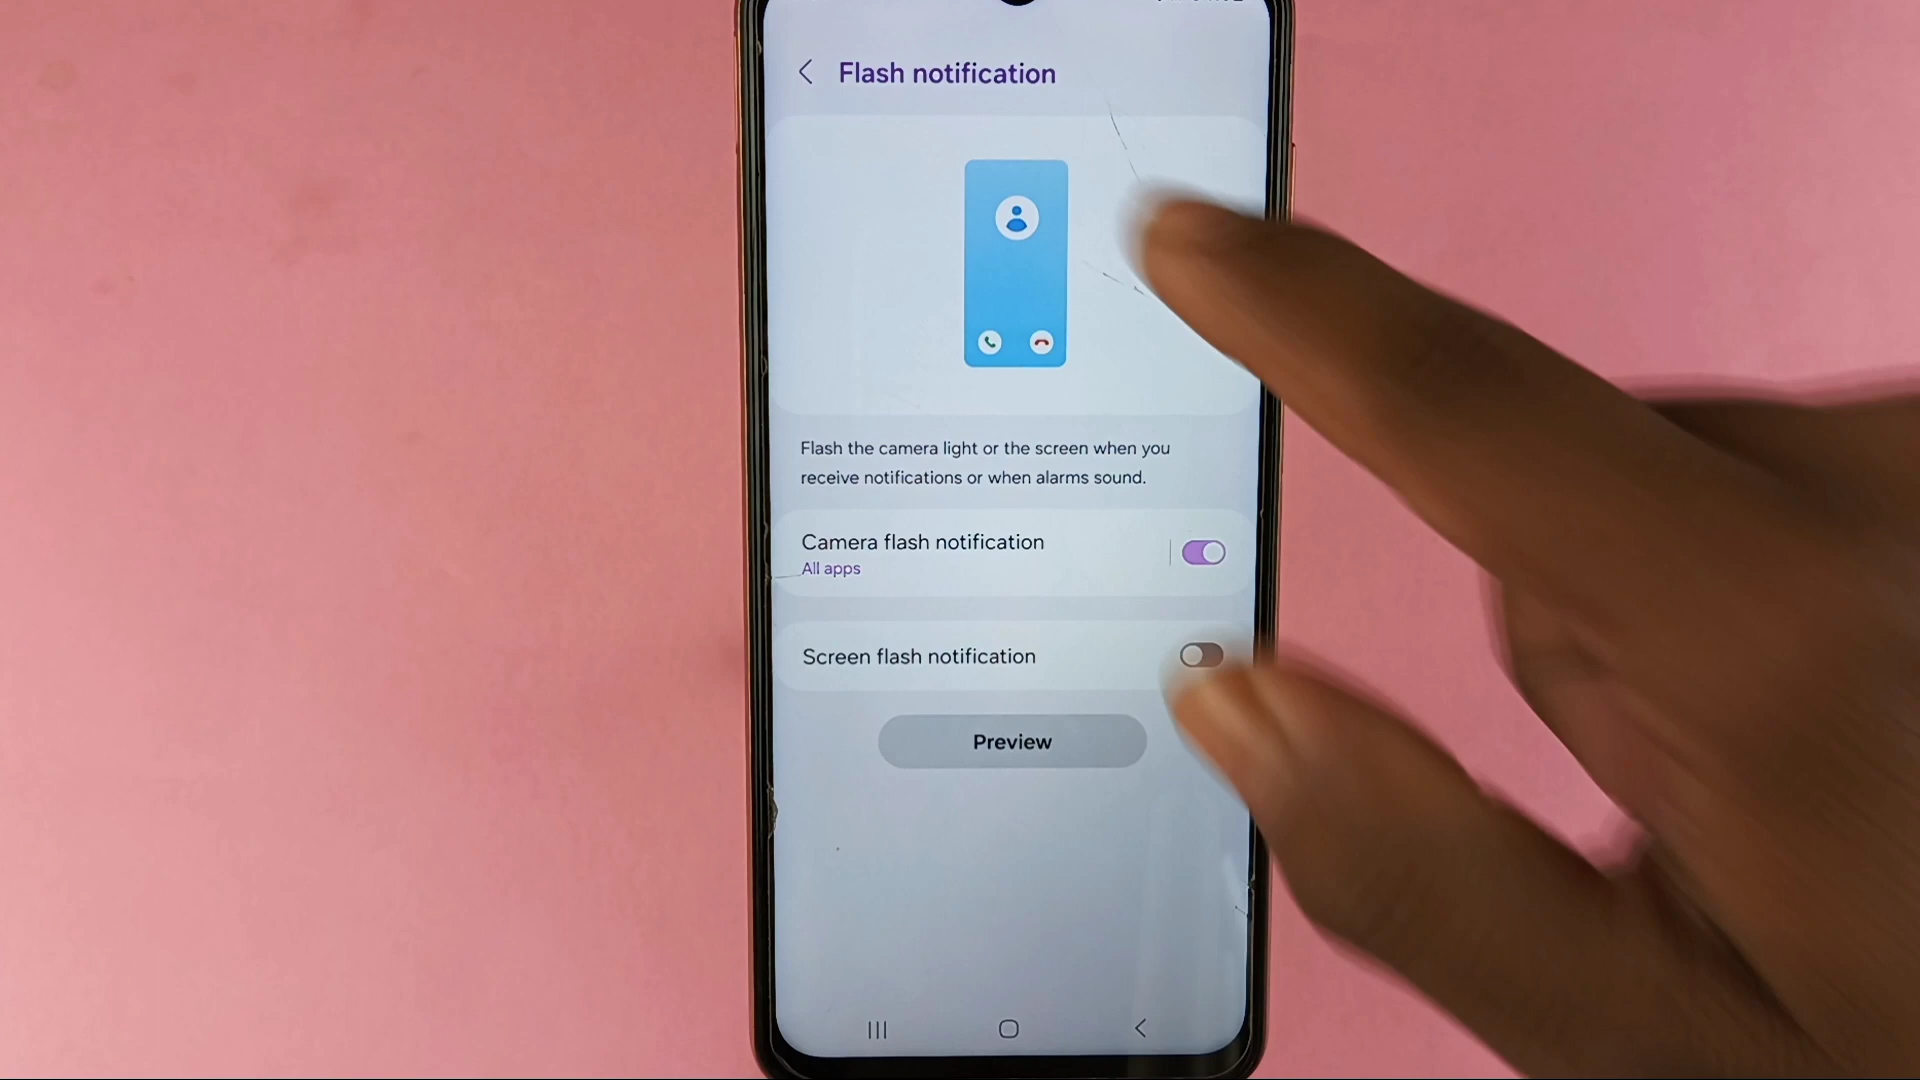 Flash notification
Flash the camera light or the screen when you
receive notifications or when alarms sound.
Camera flash notification
All apps
Screen flash notification
Preview